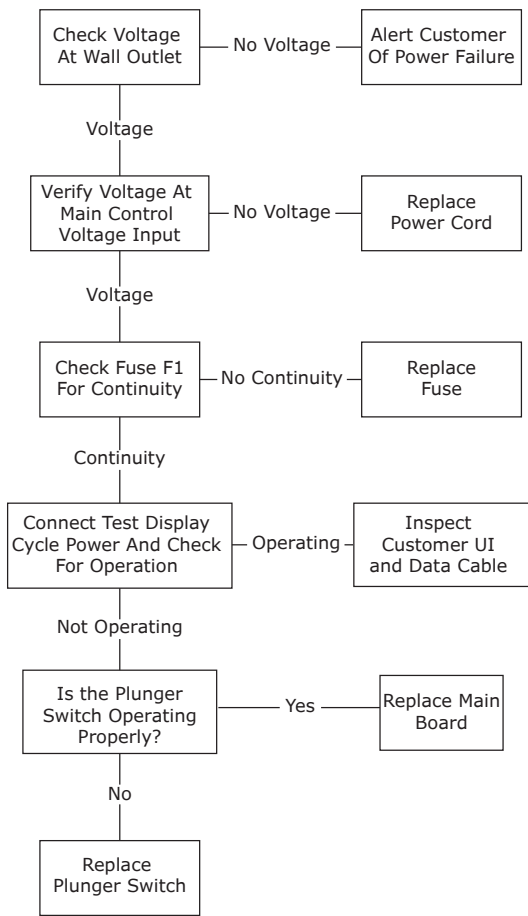 Check Voltage
At Wall Outlet
No Voltage
Alert Customer
Of Power Failure
Voltage
Verify Voltage At
Main Control
Voltage Input
No Voltage
Replace
Power Cord
Voltage
Check Fuse F1
For Continuity
No Continuity
Replace
Fuse
Continuity
Connect Test Display
Cycle Power And Check
For Operation
Operating
Inspect
Customer UI
and Data Cable
Not Operating
Is the Plunger
Switch Operating
Properly?
Yes
Replace Main
Board
No
Replace
Plunger Switch